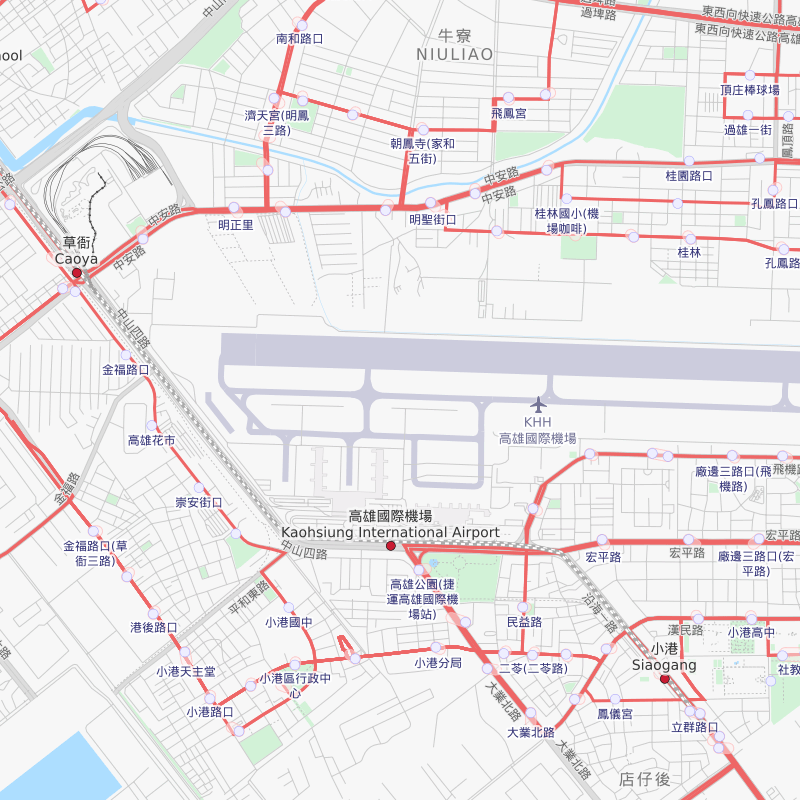 中山
過埤路
過埤路
東西向快速公路高雄
東西向快速公路高雄
南和路口
牛寮
NIULIAO
hool
頂庄棒球場
濟天宮(明鳳
三路)
飛鳳宮
過雄一街
鳳頂路
朝鳳寺(家和
五街)
中安路
中安路
桂園路口
孔鳳路口
中安路
明正里
明聖街口
桂林國小(機
場咖啡)
草衙
Caoya
中安路
桂林
孔鳳路
中山四路
金福路口
KHH
高雄國際機場
高雄花市
廠邊三路口(飛
機路)
飛機路
金福路
崇安街口
高雄國際機場
Kaohsiung International Airport
金福路口(草
衙三路)
中山四路
宏平路
宏平路
宏平路
廠邊三路口(宏
平路)
高雄公園(捷
運高雄國際機
場站)
平和東路
沿海一路
港後路口
小港國中
民益路
漢民路
小港高中
小港
Siaogang
小港天主堂
小港區行政中
心
小港分局
二苓(二苓路)
社教
小港路口
大業北路
鳳儀宮
立群路口
大業北路
大業北路
店仔後